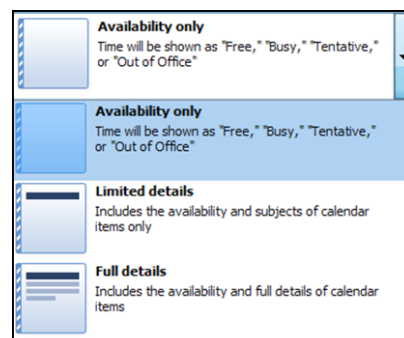 Availability only
Time will be shown as "Free," "Busy," "Tentative,"
or "Out of Office"
Availability only
Time will be shown as "Free," "Busy," "Tentative,"
or "Out of Office"
Limited details
Includes the availability and subjects of calendar
items only
Full details
Includes the availability and full details of calendar
items